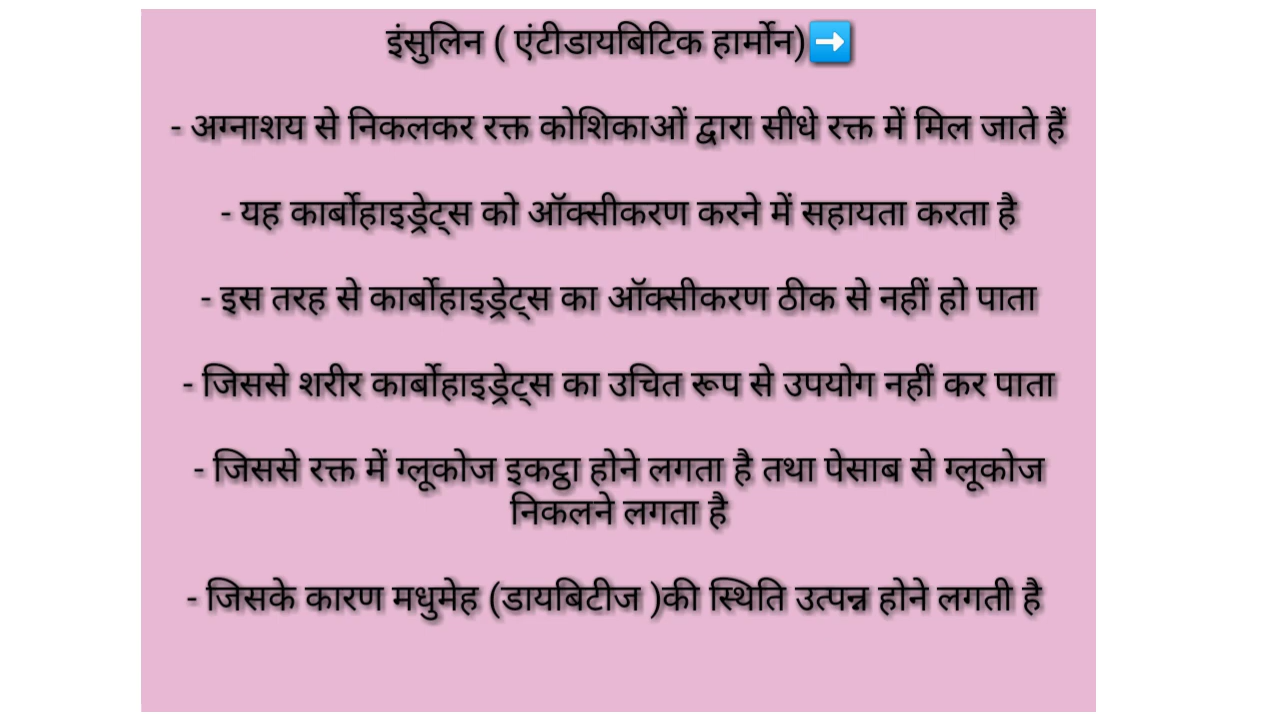 इंसुलिन ( एंटीडायबिटिक हार्मोन)➡️
- अग्नाशय से निकलकर रक्त कोशिकाओं द्वारा सीधे रक्त में मिल जाते हैं
- यह कार्बोहाइड्रेट्स को ऑक्सीकरण करने में सहायता करता है
- इस तरह से कार्बोहाइड्रेट्स का ऑक्सीकरण ठीक से नहीं हो पाता
- जिससे शरीर कार्बोहाइड्रेट्स का उचित रूप से उपयोग नहीं कर पाता
- जिससे रक्त में ग्लूकोज इकट्ठा होने लगता है तथा पेसाब से ग्लूकोज
निकलने लगता है
- जिसके कारण मधुमेह (डायबिटीज )की स्थिति उत्पन्न होने लगती है